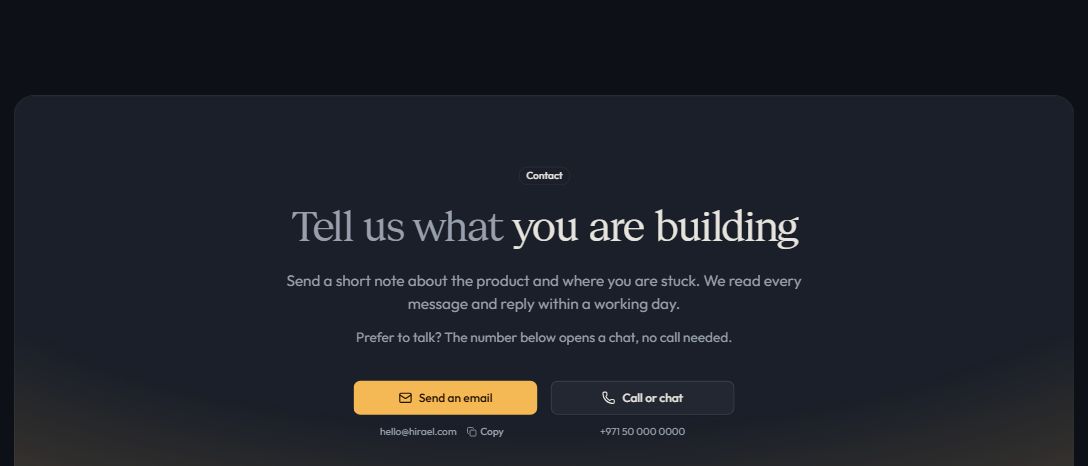 Contact
Tell us what you are building
Send a short note about the product and where you are stuck. We read every
message and reply within a working day.
Prefer to talk? The number below opens a chat, no call needed.
Send an email
Call or chat
hello@hirael.com Copy
+971 50 000 0000